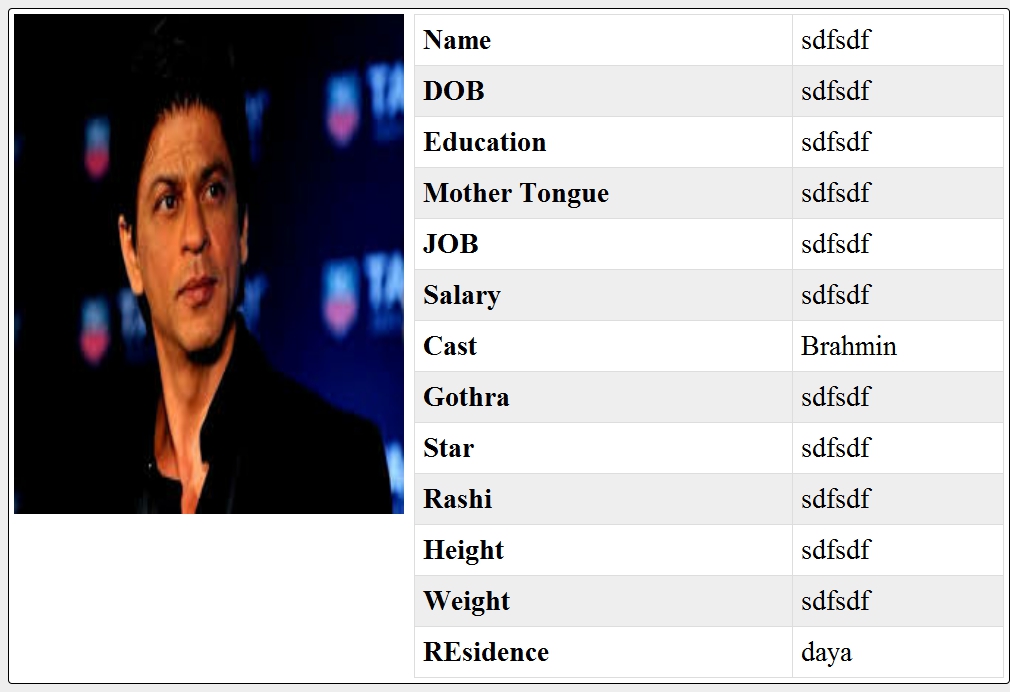 Name sdfsdf
DOB sdfsdf
Education sdfsdf
Mother Tongue sdfsdf
JOB sdfsdf
Salary sdfsdf
Cast Brahmin
Gothra sdfsdf
Star sdfsdf
Rashi sdfsdf
Height sdfsdf
Weight sdfsdf
REsidence daya